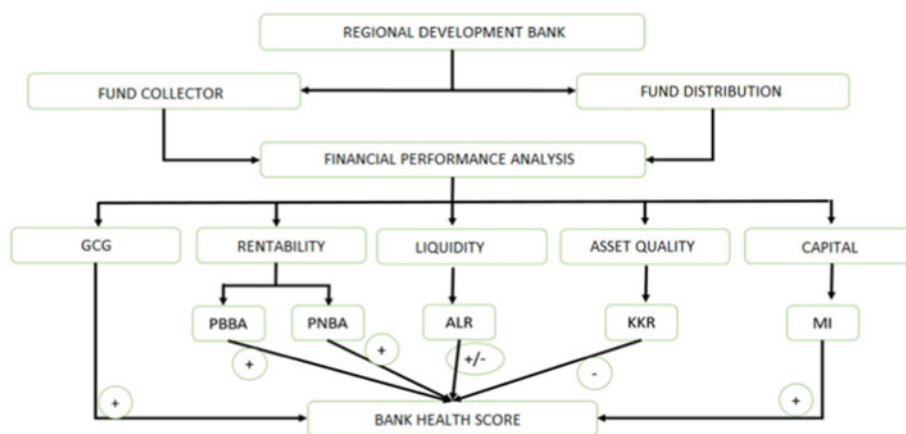 REGIONAL DEVELOPMENT BANK
FUND COLLECTOR
FUND DISTRIBUTION
FINANCIAL PERFORMANCE ANALYSIS
GCG
RENTABILITY
LIQUIDITY
ASSET QUALITY
CAPITAL
PBBA
PNBA
ALR
KKR
MI
+
+
+/-
-
+
+
BANK HEALTH SCORE